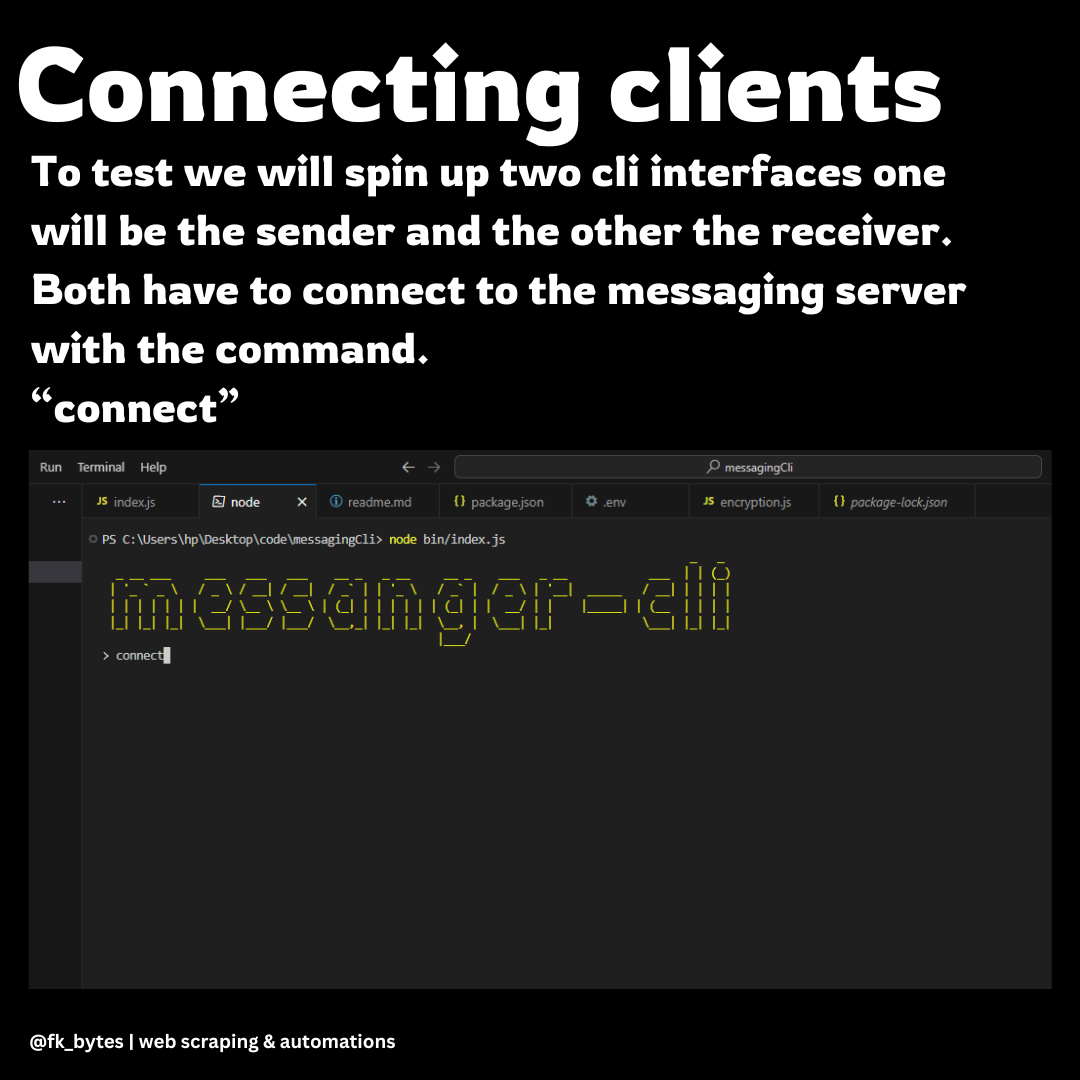 Connecting clients
To test we will spin up two cli interfaces one
will be the sender and the other the receiver.
Both have to connect to the messaging server
with the command.
“connect”
Run Terminal Help ← → messagingCli
··· JS index.js node × readme.md {} package.json .env JS encryption.js {} package-lock.json
PS C:\Users\hp\Desktop\code\messagingCli> node bin/index.js
messanger-cli
> connect
@fk_bytes | web scraping & automations